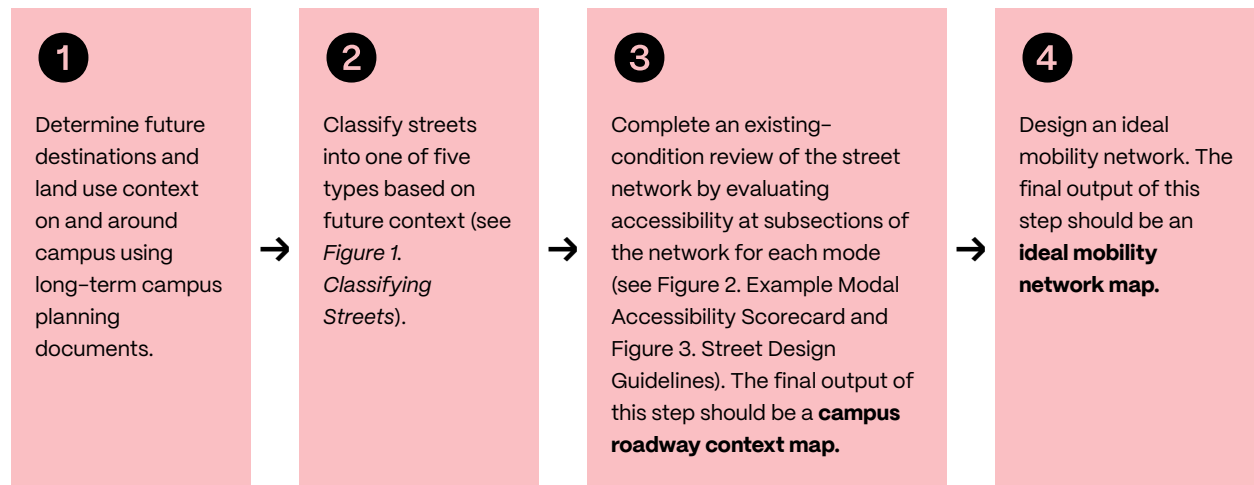 1
Determine future
destinations and
land use context
on and around
campus using
long-term campus
planning
documents.
2
Classify streets
into one of five
types based on
future context (see
Figure 1.
Classifying
Streets).
3
Complete an existing-
condition review of the street
network by evaluating
accessibility at subsections of
the network for each mode
(see Figure 2. Example Modal
Accessibility Scorecard and
Figure 3. Street Design
Guidelines). The final output of
this step should be a campus
roadway context map.
4
Design an ideal
mobility network. The
final output of this
step should be an
ideal mobility
network map.